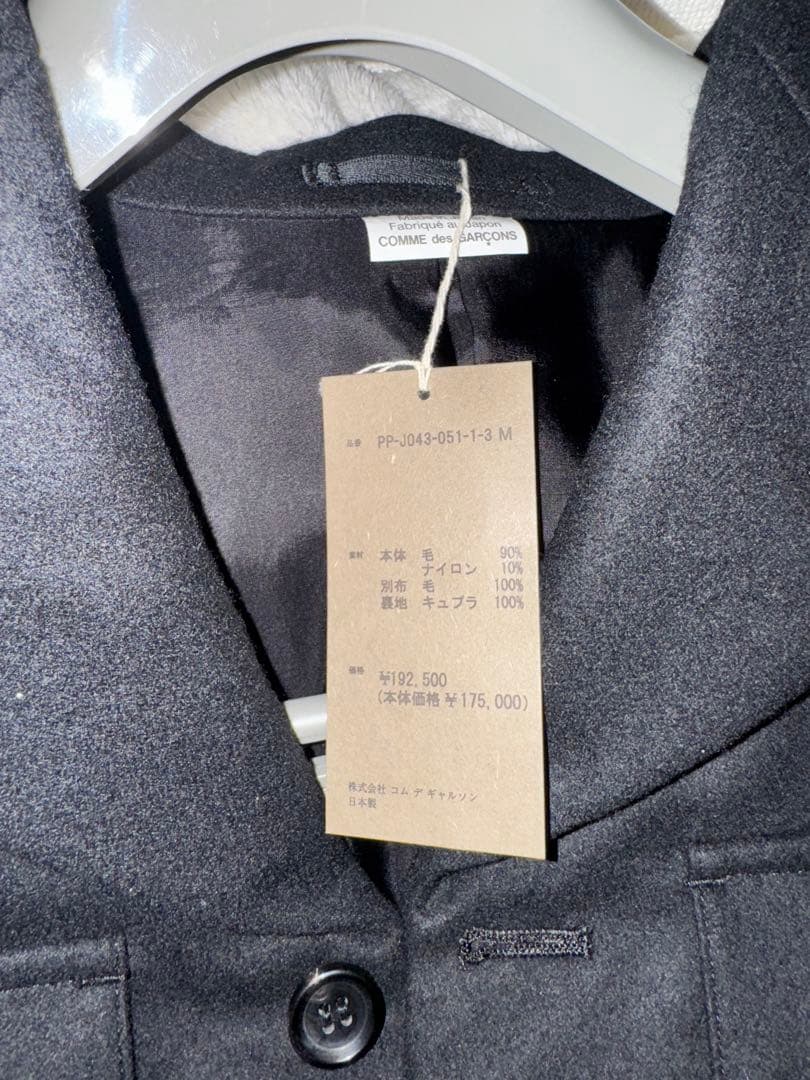 Fabriqué au Japon
COMME des GARÇONS
品番 PP-J043-051-1-3 M
素材 本体 毛 90%
ナイロン 10%
別布 毛 100%
裏地 キュプラ 100%
価格 ¥192,500
(本体価格 ¥175,000)
株式会社 コム デ ギャルソン
日本製